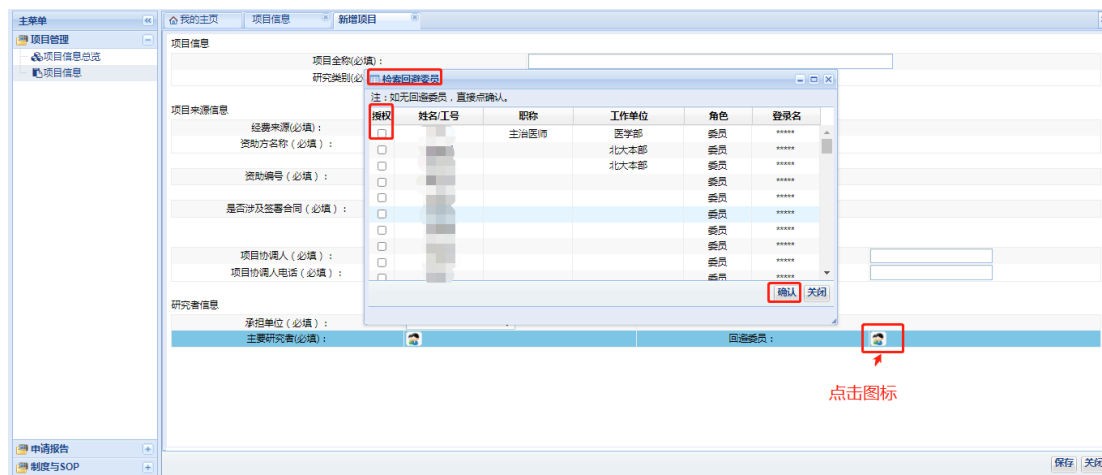 主菜单
我的主页 项目信息 新增项目
项目管理
项目信息总览
项目信息
项目信息
项目全称(必填)：
研究类别(必
检索回避委员
注：如无回避委员，直接点确认。
授权 姓名/工号 职称 工作单位 角色 登录名
主治医师 医学部 委员 *****
北大本部 委员 *****
北大本部 委员 *****
委员 *****
委员 *****
委员 *****
委员 *****
委员 *****
委员 *****
委员 *****
确认 关闭
项目来源信息
经费来源(必填)：
资助方名称（必填）：
资助编号（必填）：
是否涉及签署合同（必填）：
项目协调人（必填）：
项目协调人电话（必填）：
研究者信息
承担单位（必填）：
主要研究者(必填)： 回避委员：
点击图标
申请报告
制度与SOP
保存 关闭